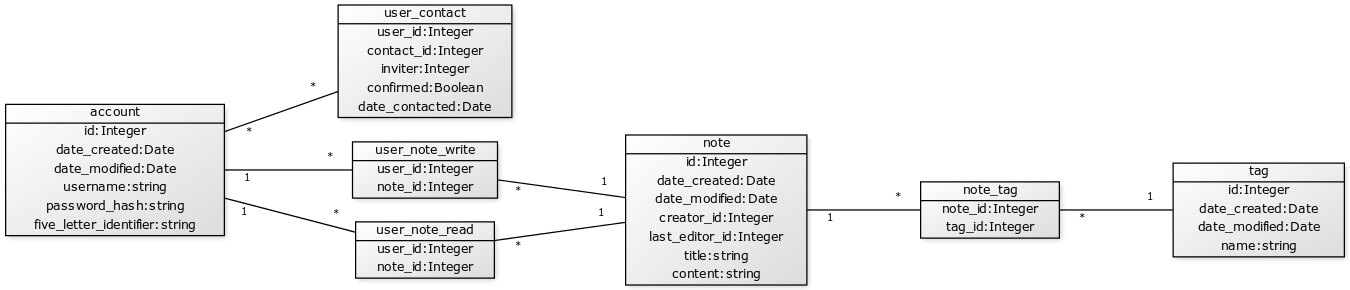 user_contact
user_id:Integer
contact_id:Integer
inviter:Integer
confirmed:Boolean
date_contacted:Date
*
*
account
id:Integer
date_created:Date
date_modified:Date
username:string
password_hash:string
five_letter_identifier:string
*
1
user_note_write
user_id:Integer
note_id:Integer
*
1
1
*
user_note_read
user_id:Integer
note_id:Integer
*
1
note
id:Integer
date_created:Date
date_modified:Date
creator_id:Integer
last_editor_id:Integer
title:string
content:string
*
1
note_tag
note_id:Integer
tag_id:Integer
1
*
tag
id:Integer
date_created:Date
date_modified:Date
name:string